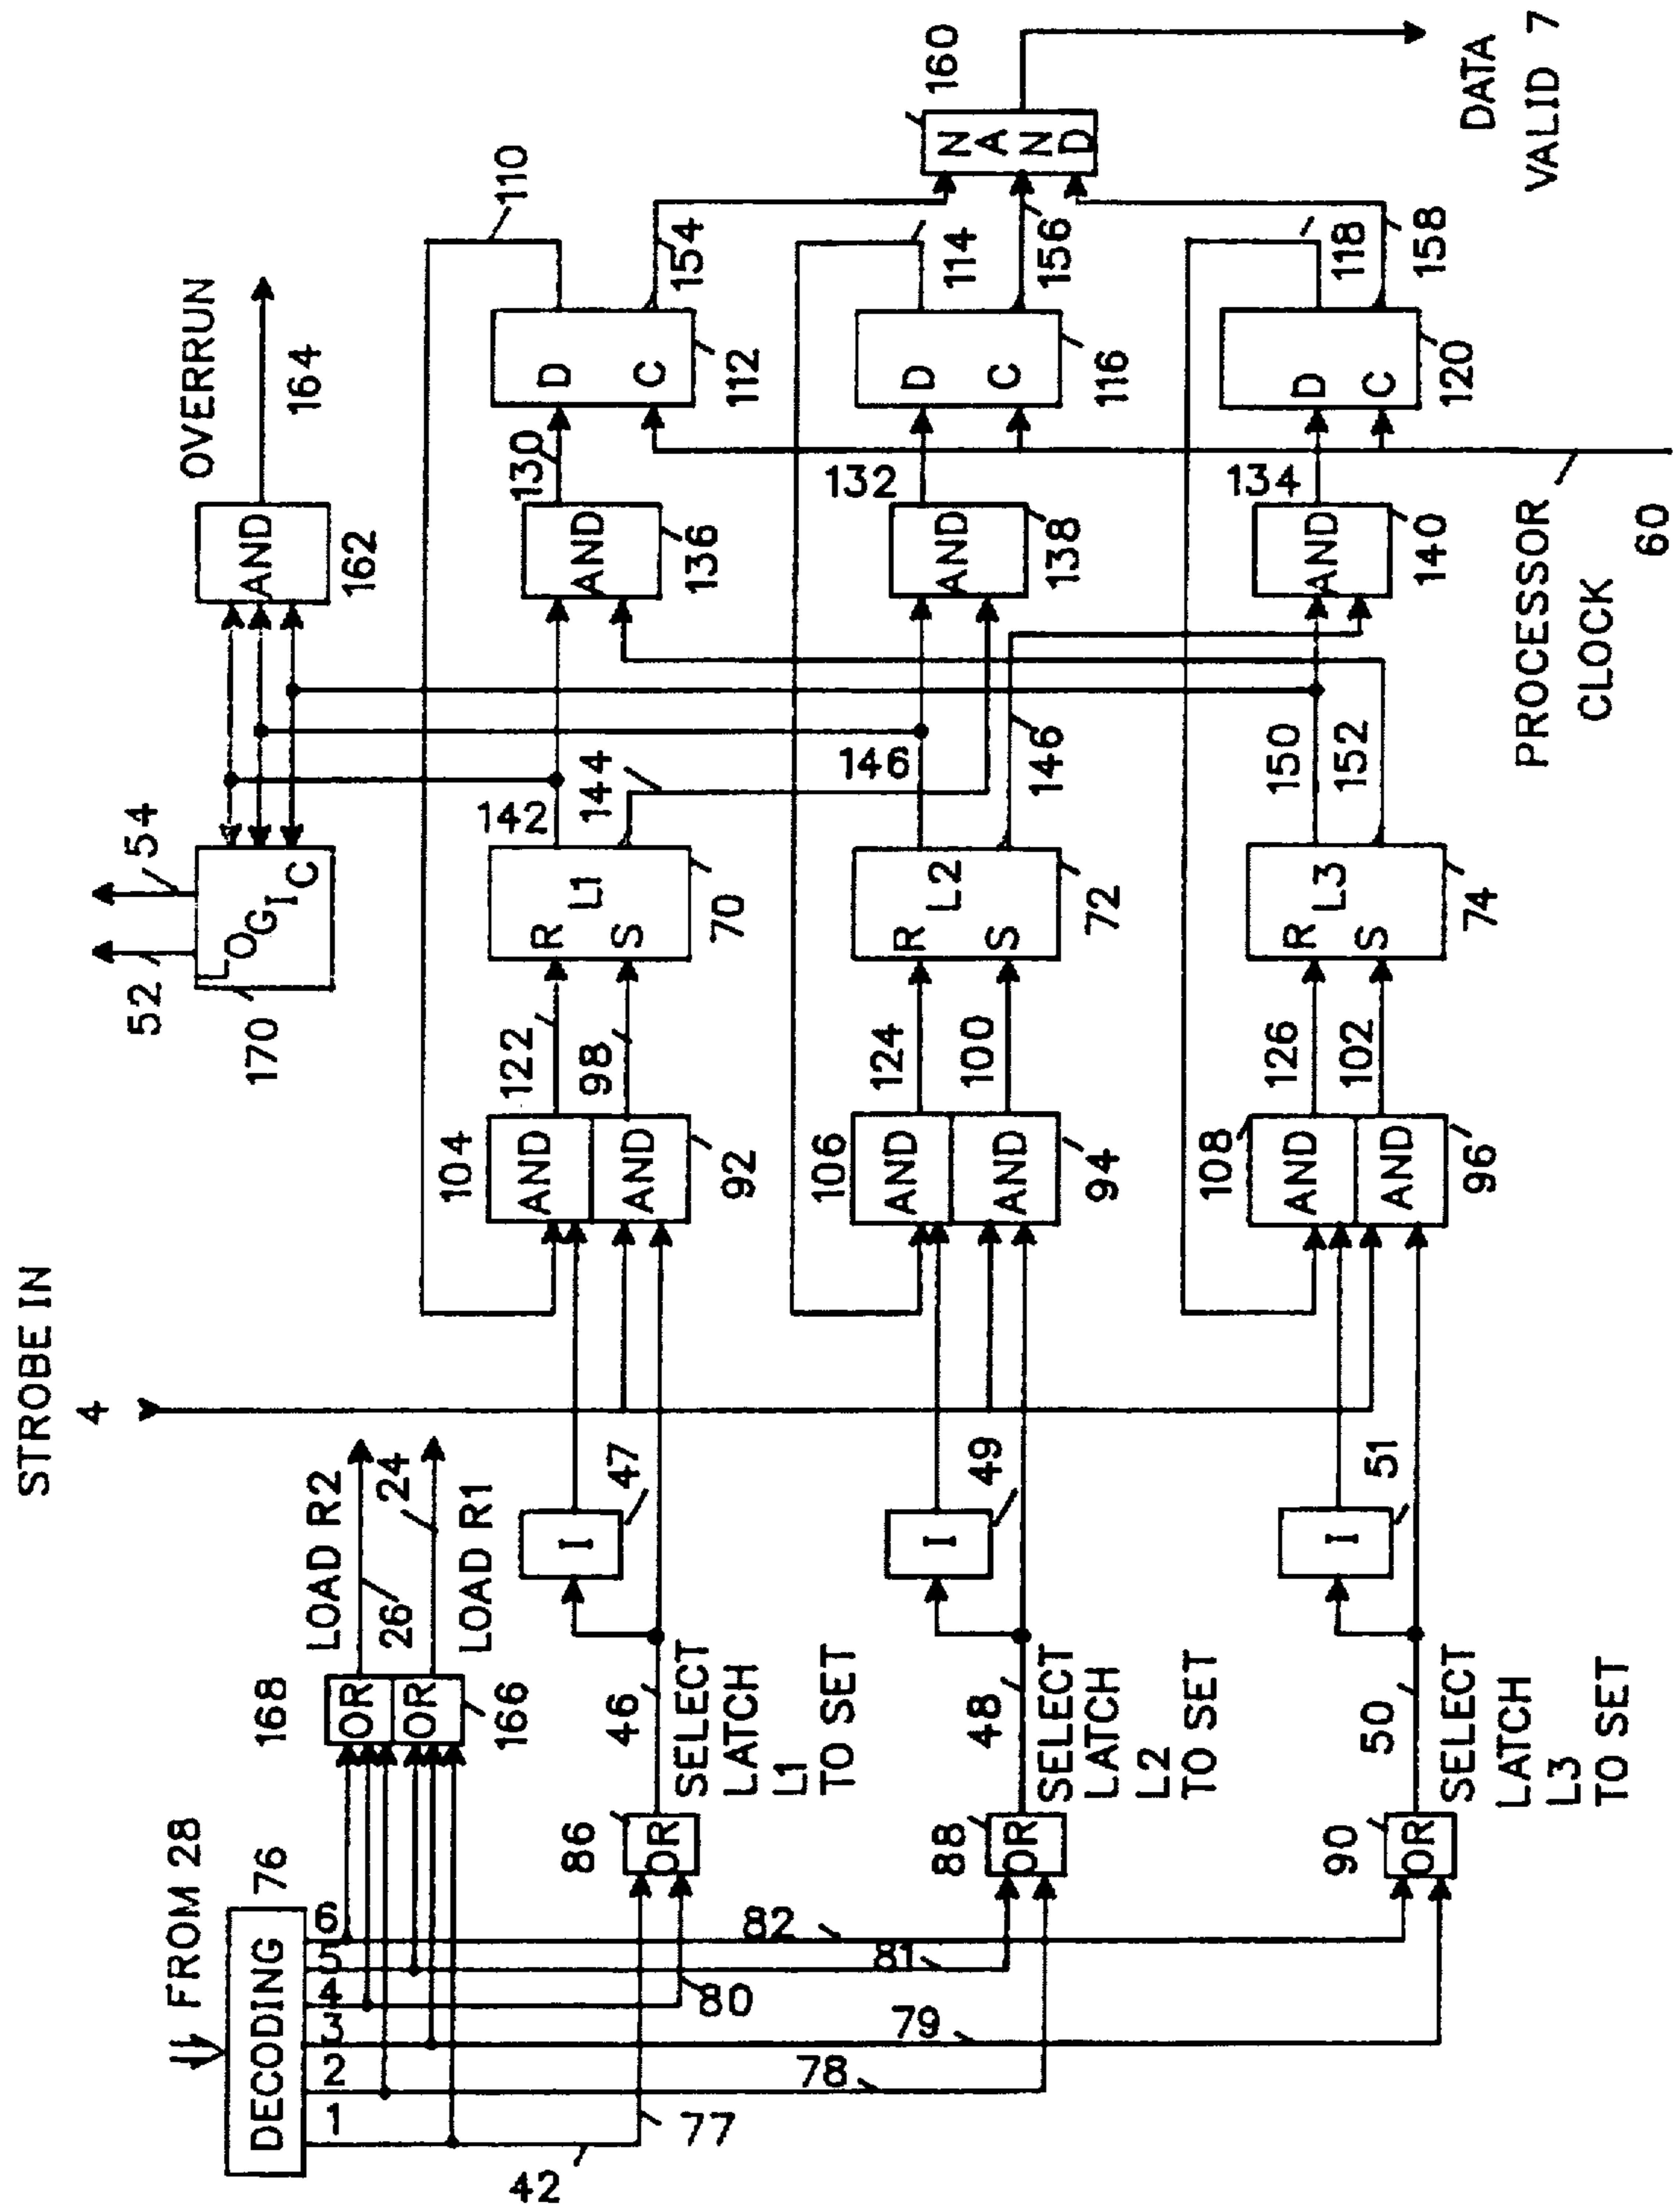 STROBE IN
4
FROM 28
76
DECODING
1
2
3
4
5
6
42
77
78
79
80
81
82
168
OR
OR
166
LOAD R2
26
24
LOAD R1
86
OR
46
SELECT
LATCH
L1
TO SET
I
47
88
OR
48
SELECT
LATCH
L2
TO SET
I
49
90
OR
50
SELECT
LATCH
L3
TO SET
I
51
104
AND
AND
92
122
98
106
AND
AND
94
124
100
108
AND
AND
96
126
102
52
54
LOGIC
170
R
L1
S
70
142
144
R
L2
S
72
146
146
R
L3
S
74
150
152
AND
162
OVERRUN
164
AND
136
130
AND
138
132
AND
140
134
PROCESSOR
CLOCK
60
D
C
112
110
154
D
C
116
114
156
D
C
120
118
158
NAND
160
DATA
VALID 7